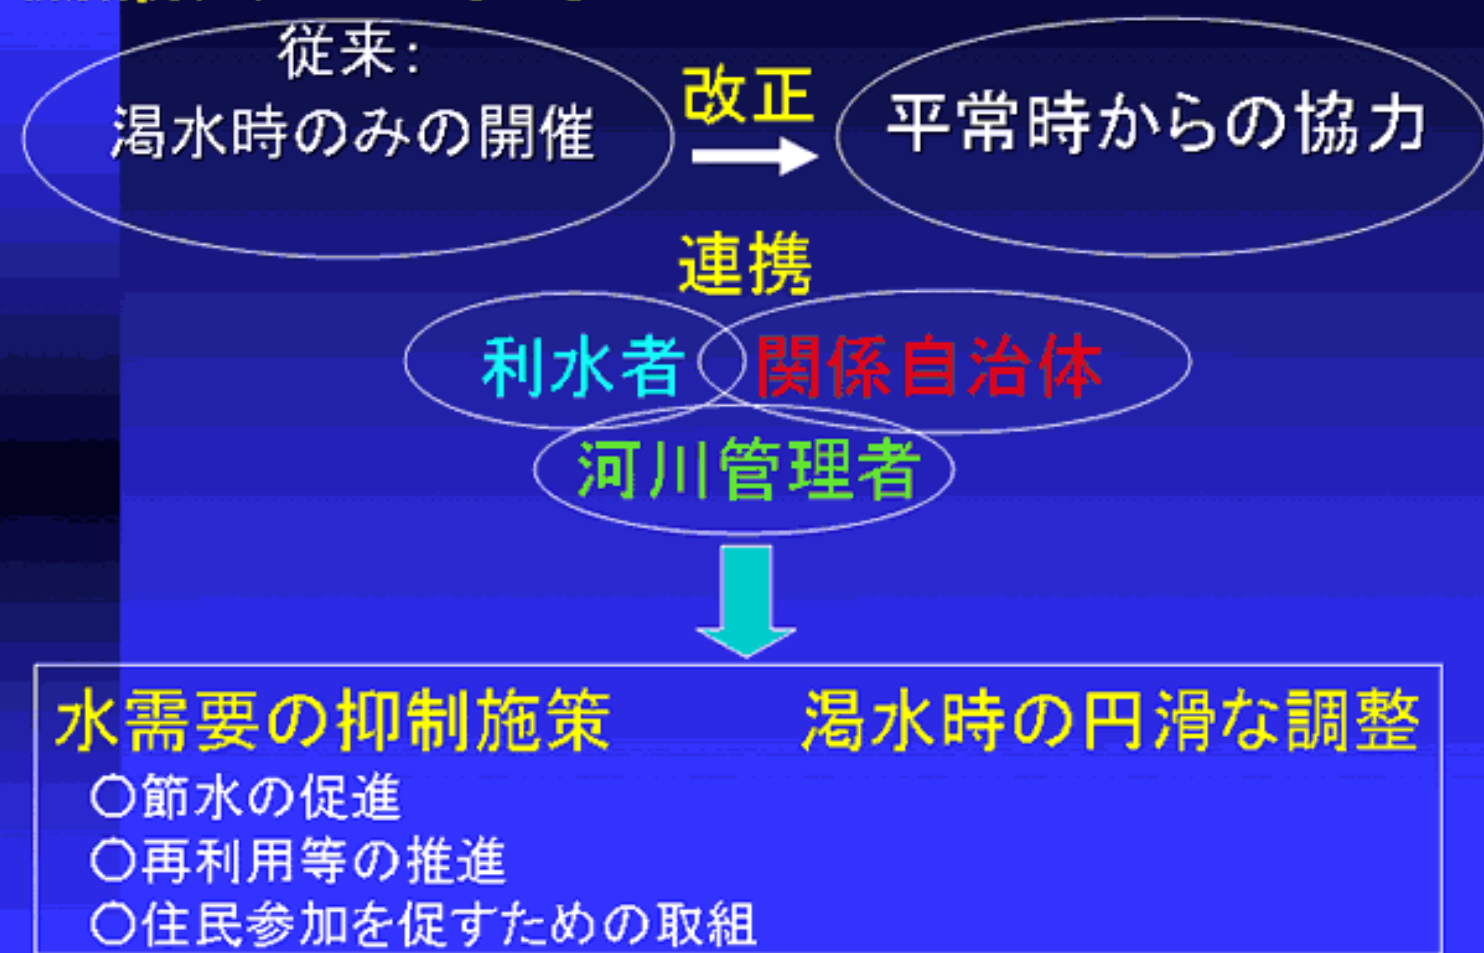 従来:
渇水時のみの開催
改正
平常時からの協力
連携
利水者
関係自治体
河川管理者
水需要の抑制施策
渇水時の円滑な調整
○節水の促進
○再利用等の推進
○住民参加を促すための取組